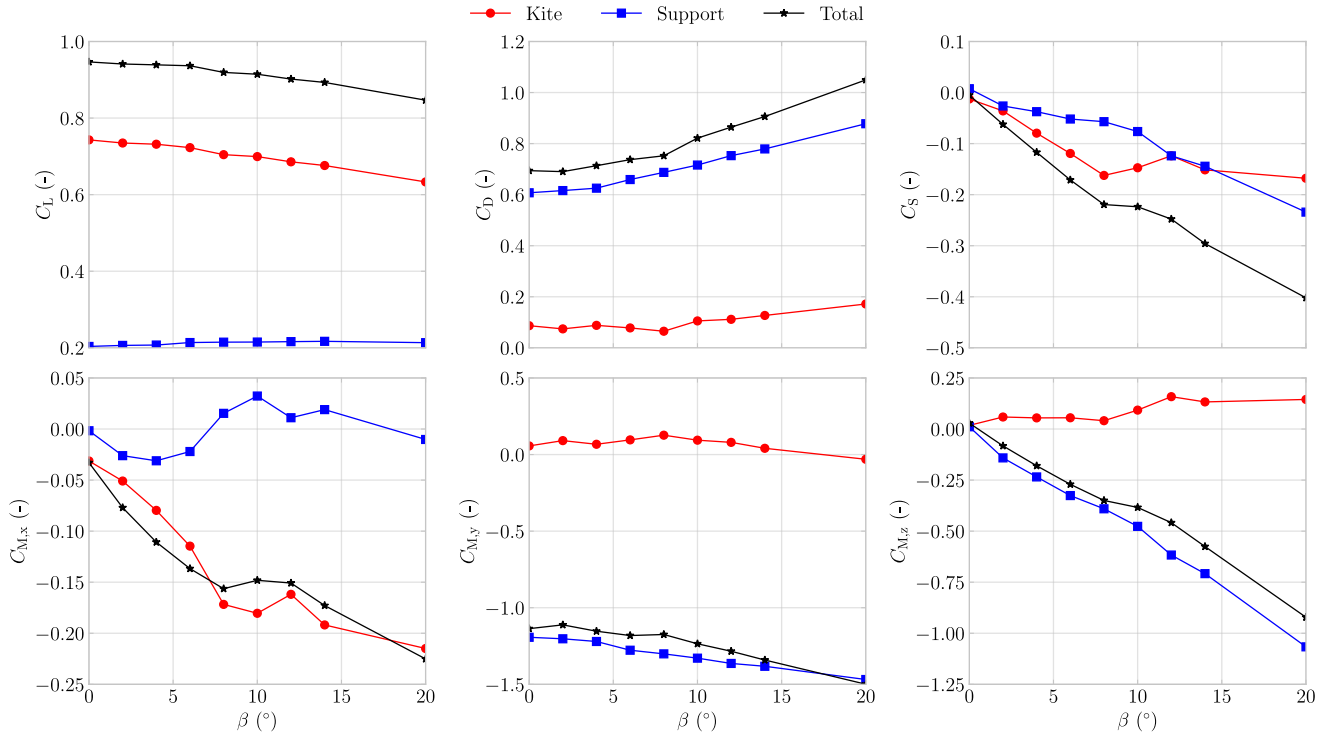 Kite Support Total
1.0
0.8
0.6
0.4
0.2
C_L (-)
1.2
1.0
0.8
0.6
0.4
0.2
0.0
C_D (-)
0.1
0.0
−0.1
−0.2
−0.3
−0.4
−0.5
C_S (-)
0.05
0.00
−0.05
−0.10
−0.15
−0.20
−0.25
C_M,x (-)
0 5 10 15 20
β (°)
0.5
0.0
−1.0
−1.5
C_M,y (-)
0 5 10 15 20
β (°)
0.25
0.00
−0.25
−0.50
−0.75
−1.00
−1.25
C_M,z (-)
0 5 10 15 20
β (°)